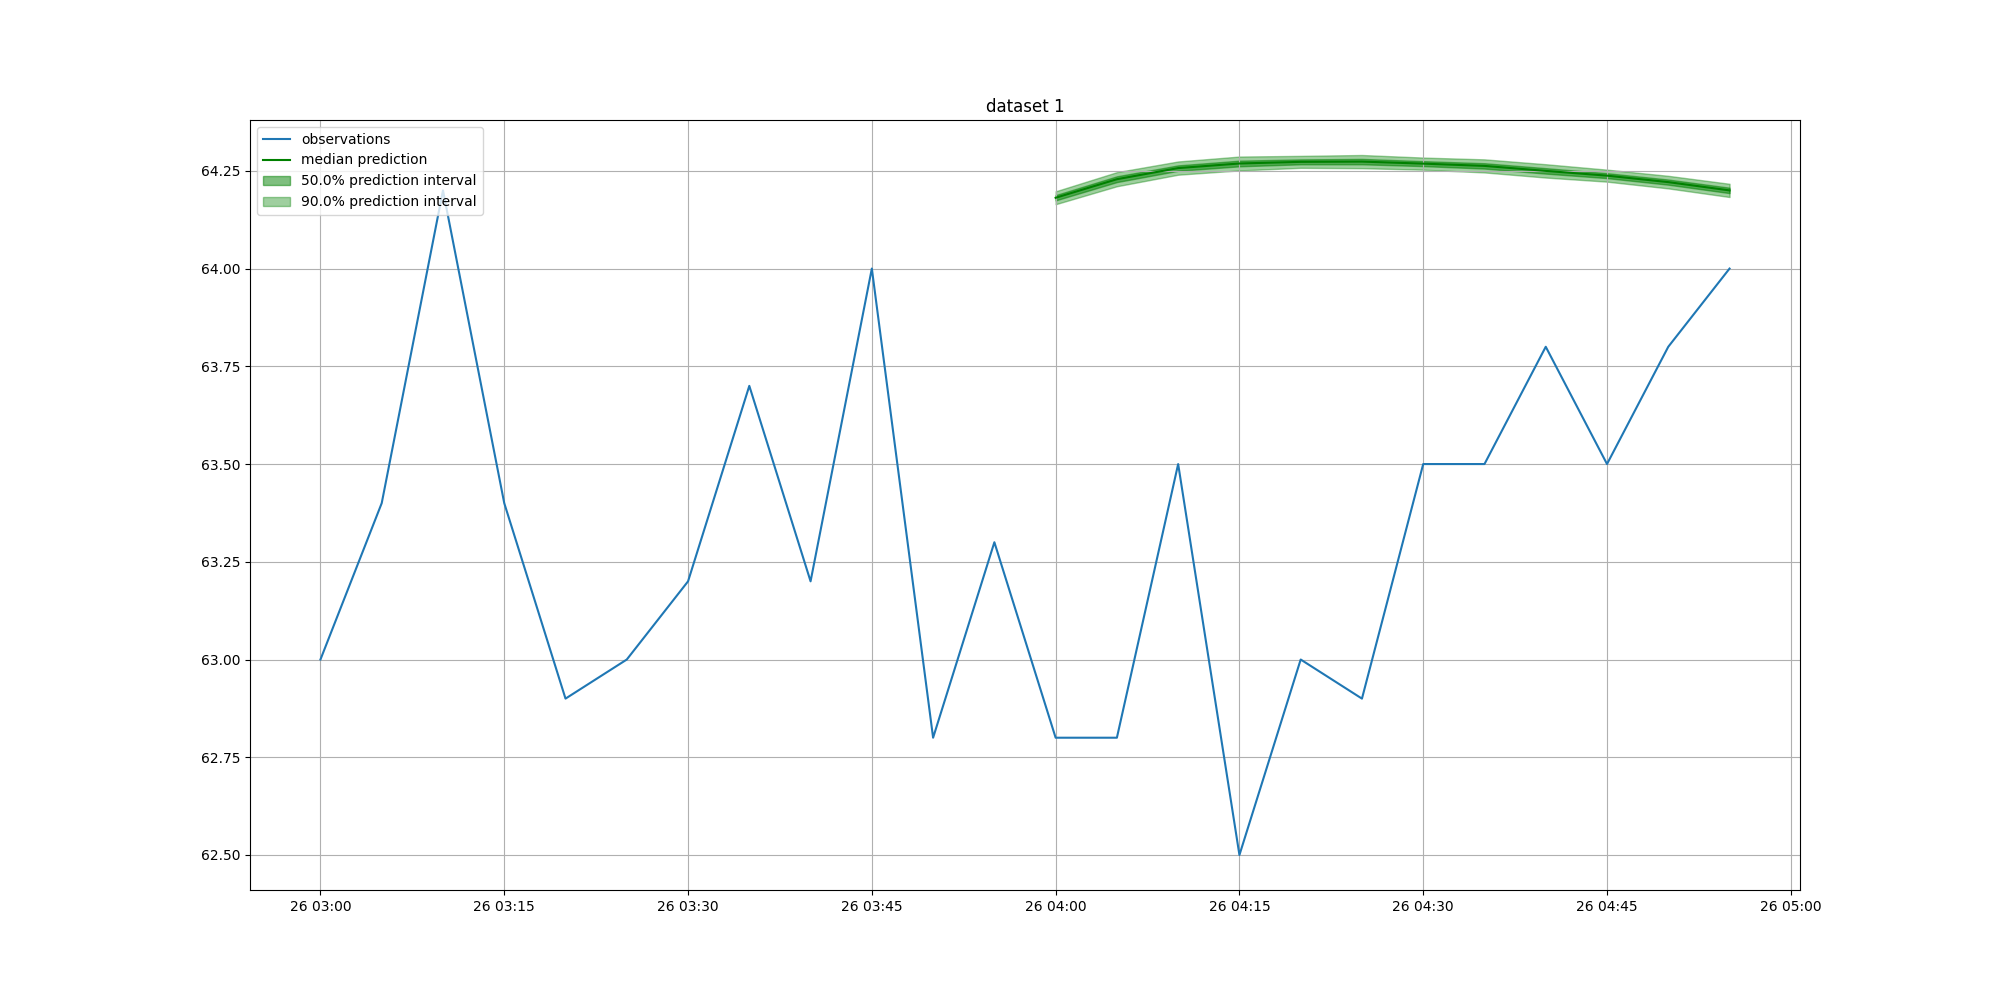 dataset 1
observations
median prediction
50.0% prediction interval
90.0% prediction interval
64.25
64.00
63.75
63.50
63.25
63.00
62.75
62.50
26 03:00 26 03:15 26 03:30 26 03:45 26 04:00 26 04:15 26 04:30 26 04:45 26 05:00